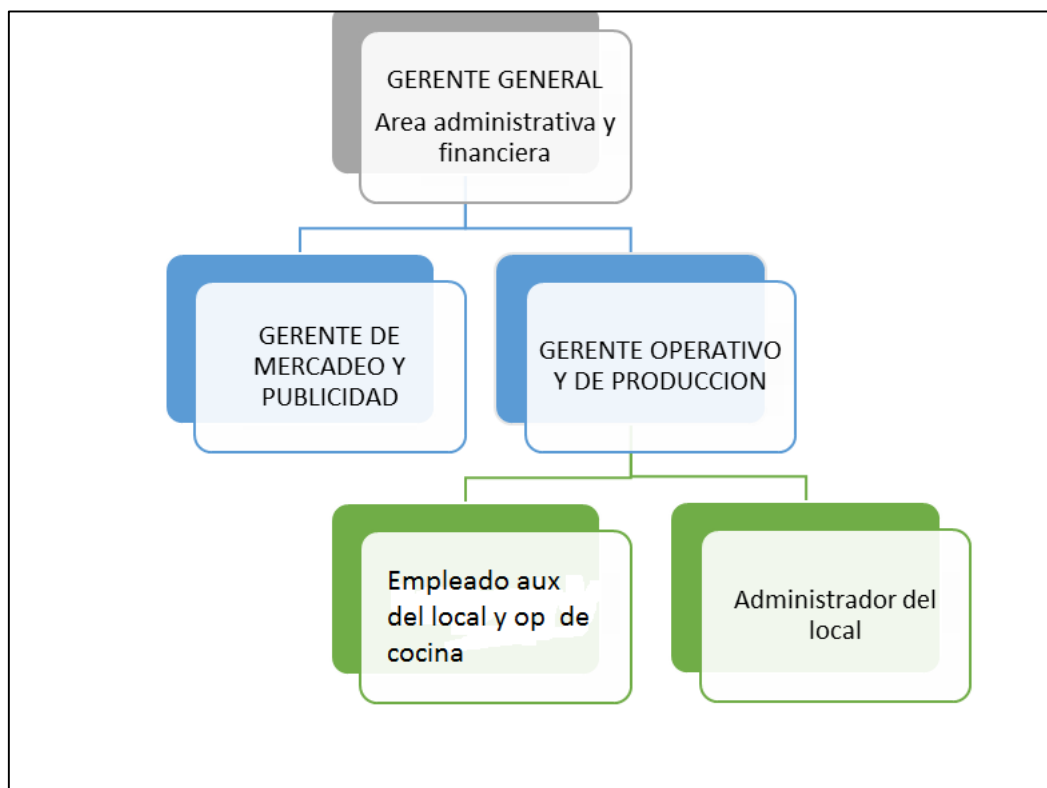 GERENTE GENERAL
Area administrativa y
financiera
GERENTE DE
MERCADEO Y
PUBLICIDAD
GERENTE OPERATIVO
Y DE PRODUCCION
Empleado aux
del local y op de
cocina
Administrador del
local